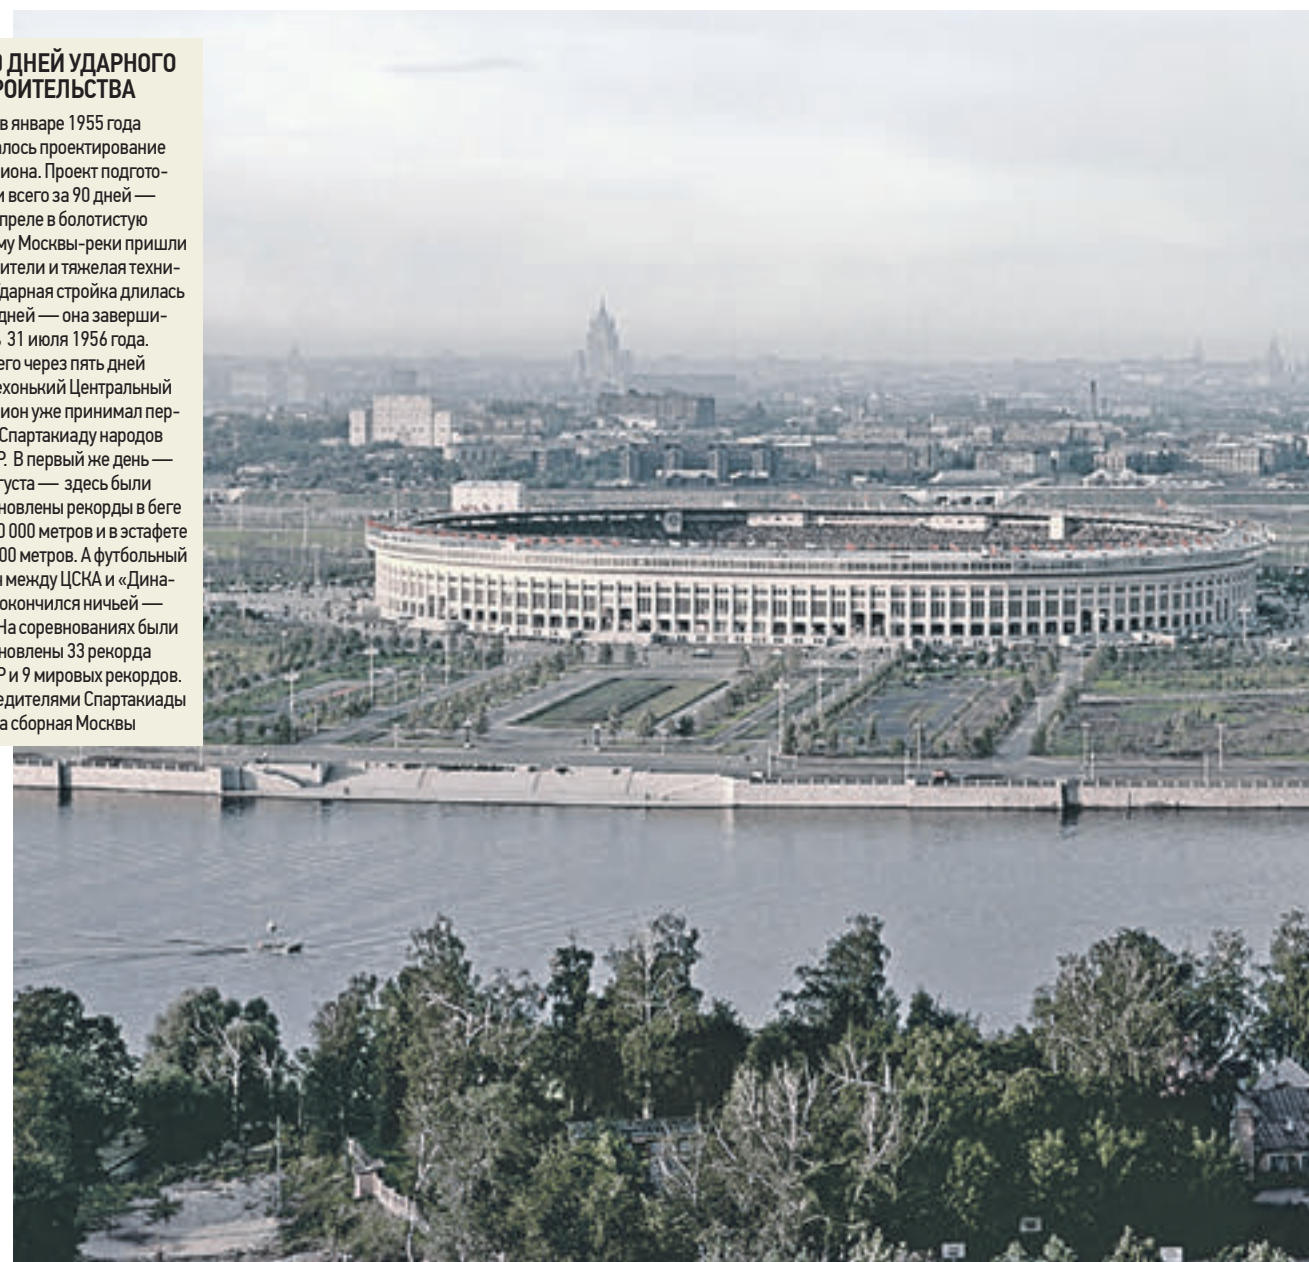 ДНЕЙ УДАРНОГО
РОИТЕЛЬСТВА
в январе 1955 года
алось проектирование
иона. Проект подгото-
и всего за 90 дней —
преле в болотистую
му Москвы-реки пришли
ители и тяжелая техни-
дарная стройка длилась
дней — она заверши-
31 июля 1956 года.
его через пять дней
ехонький Центральный
ион уже принимал пер-
Спартакиаду народов
Р. В первый же день —
густа — здесь были
новлены рекорды в беге
0 000 метров и в эстафете
00 метров. А футбольный
между ЦСКА и «Дина-
окончился ничьей —
На соревнованиях были
новлены 33 рекорда
Р и 9 мировых рекордов.
едителями Спартакиады
а сборная Москвы